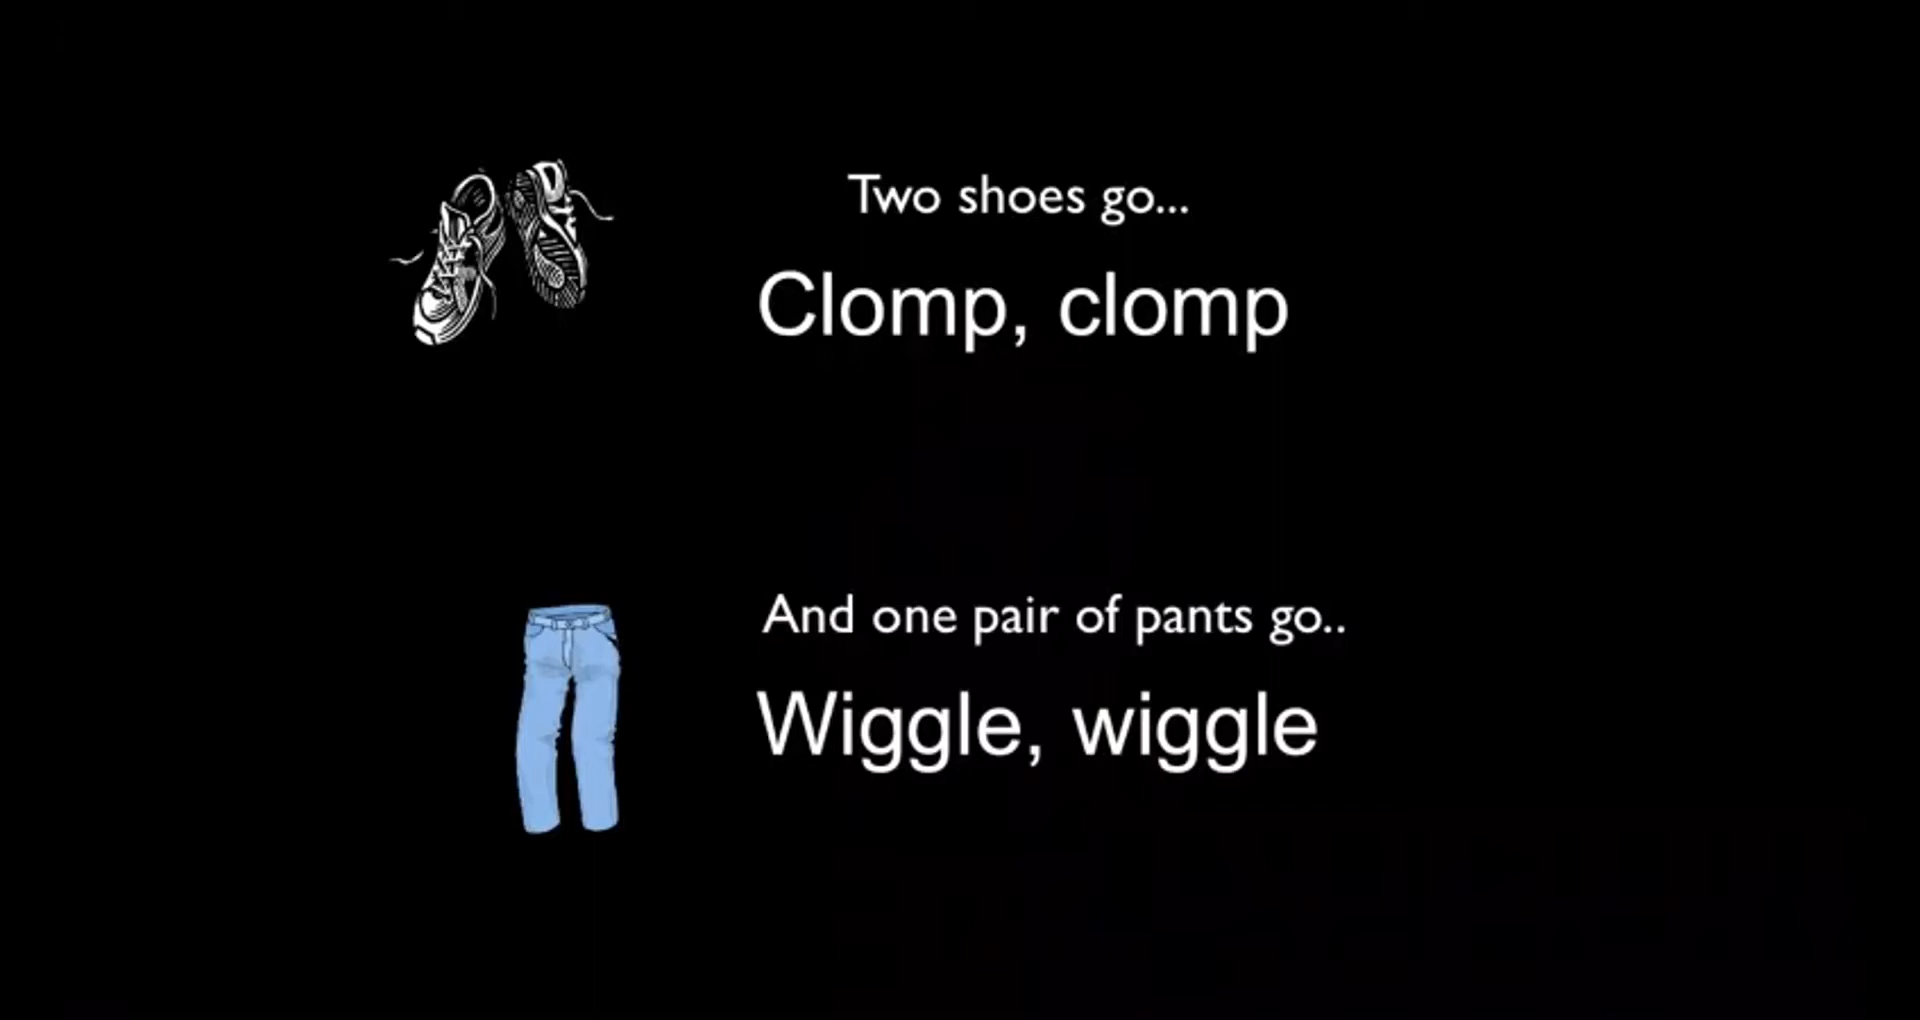 Two shoes go...
Clomp, clomp
And one pair of pants go..
Wiggle, wiggle